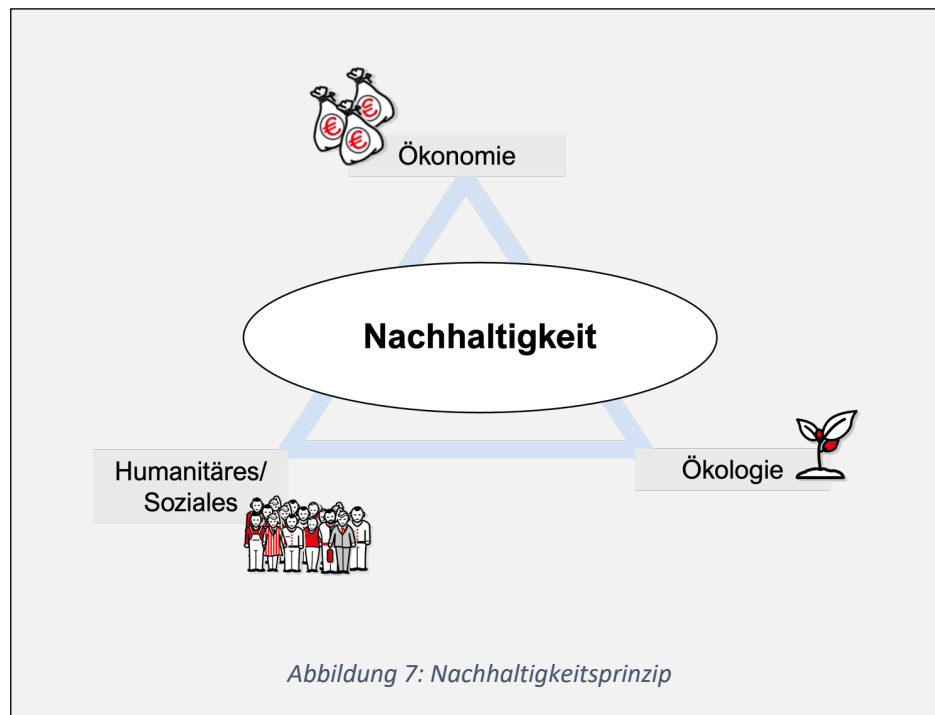 €
€
€
Ökonomie
Nachhaltigkeit
Humanitäres/
Soziales
Ökologie
Abbildung 7: Nachhaltigkeitsprinzip